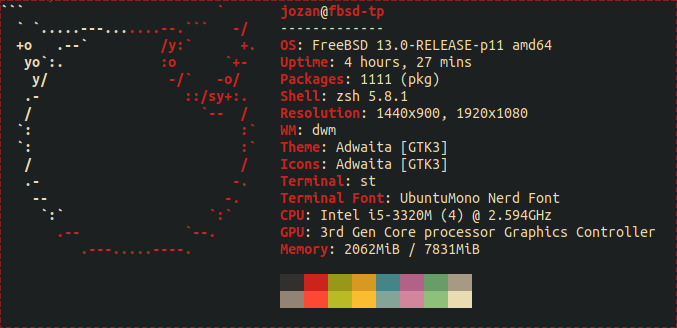 jozan@fbsd-tp
-------------
OS: FreeBSD 13.0-RELEASE-p11 amd64
Uptime: 4 hours, 27 mins
Packages: 1111 (pkg)
Shell: zsh 5.8.1
Resolution: 1440x900, 1920x1080
WM: dwm
Theme: Adwaita [GTK3]
Icons: Adwaita [GTK3]
Terminal: st
Terminal Font: UbuntuMono Nerd Font
CPU: Intel i5-3320M (4) @ 2.594GHz
GPU: 3rd Gen Core processor Graphics Controller
Memory: 2062MiB / 7831MiB